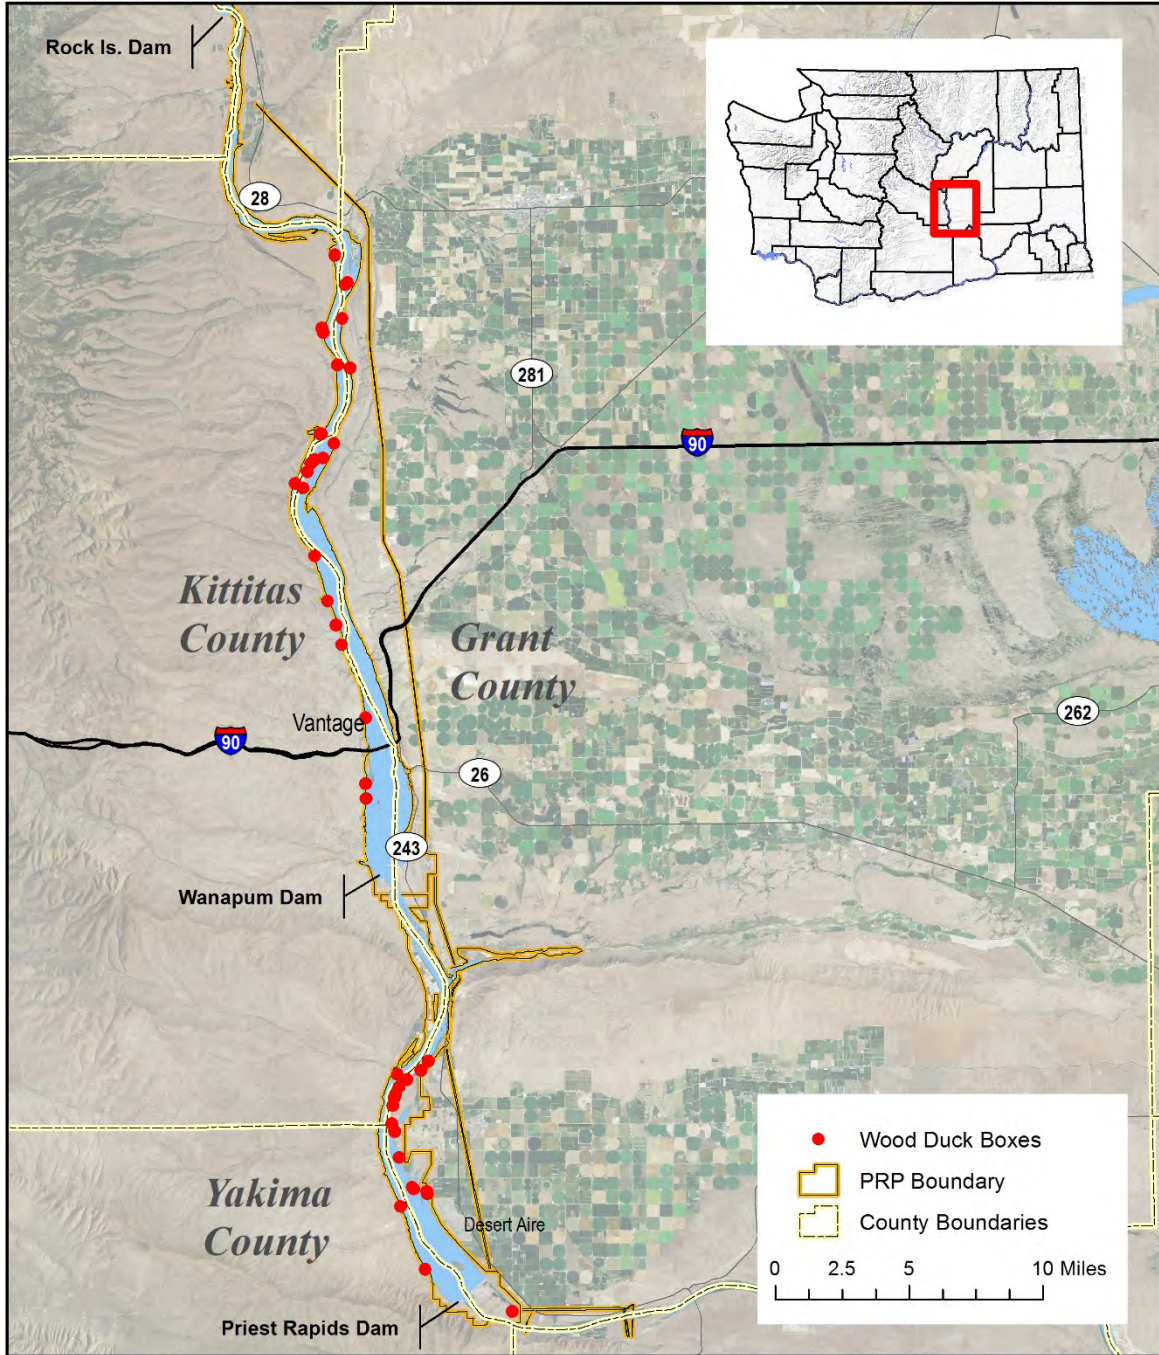 Rock Is. Dam
28
281
90
Kittitas
County
Grant
County
Vantage
90
262
26
243
Wanapum Dam
Yakima
County
Desert Aire
Priest Rapids Dam
Wood Duck Boxes
PRP Boundary
County Boundaries
0 2.5 5 10 Miles